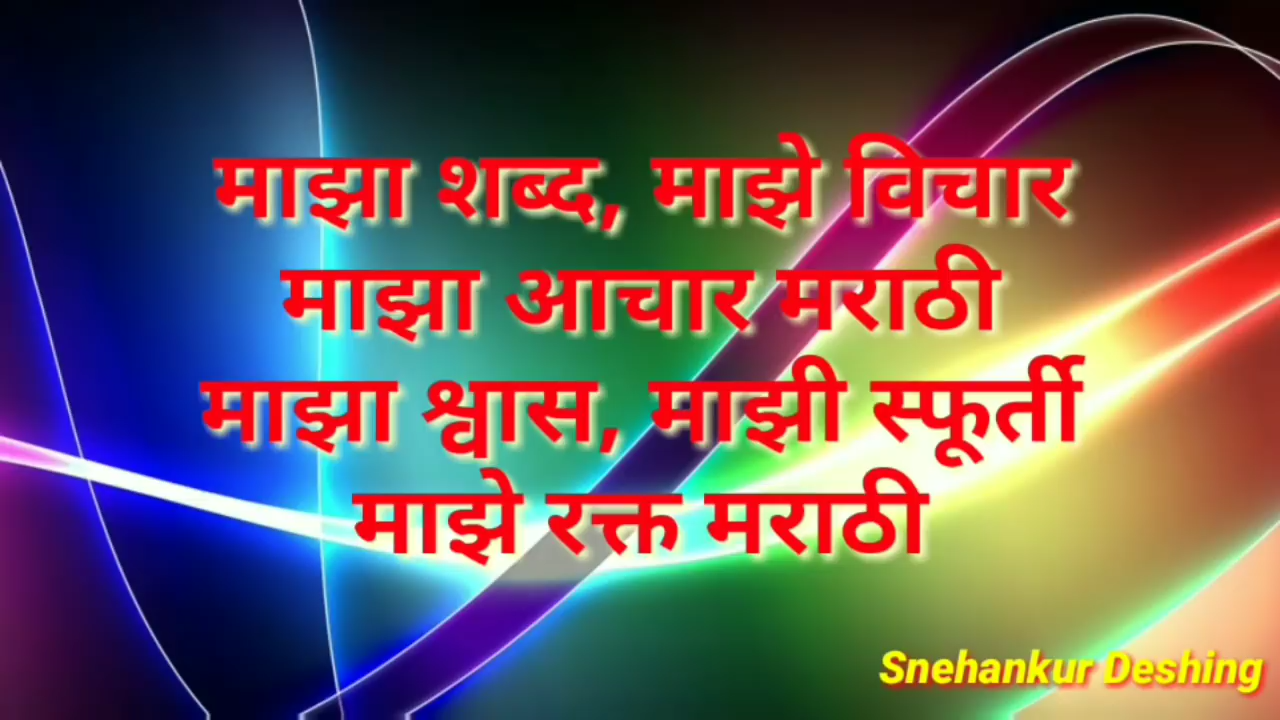 माझा शब्द, माझे विचार
माझा आचार मराठी
माझा श्वास, माझी स्फूर्ती
माझे रक्त मराठी
Snehankur Deshing